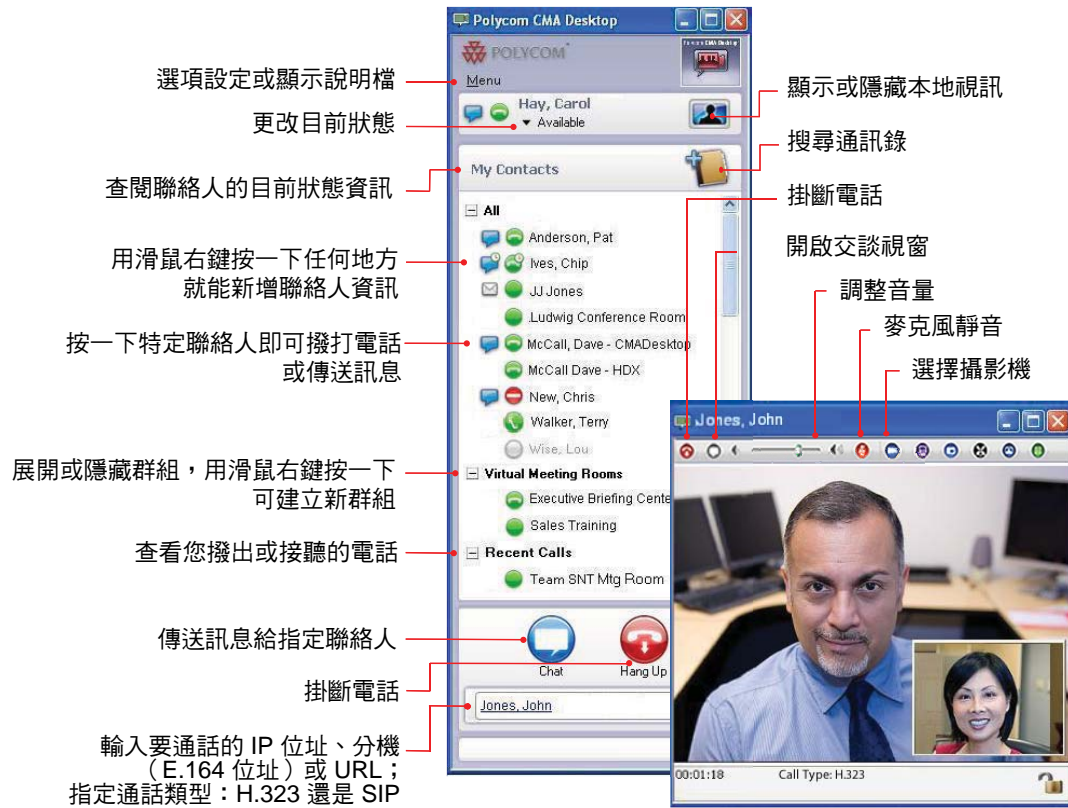 Polycom CMA Desktop
POLYCOM
Menu
Hay, Carol
Available
My Contacts
All
Anderson, Pat
Ives, Chip
JJ Jones
Ludwig Conference Room
McCall, Dave - CMADesktop
McCall Dave - HDX
New, Chris
Walker, Terry
Wise, Lou
Virtual Meeting Rooms
Executive Briefing Cente
Sales Training
Recent Calls
Team SNT Mtg Room
Chat
Hang Up
Jones, John
選項設定或顯示說明檔
更改目前狀態
查閱聯絡人的目前狀態資訊
用滑鼠右鍵按一下任何地方
就能新增聯絡人資訊
按一下特定聯絡人即可撥打電話
或傳送訊息
展開或隱藏群組，用滑鼠右鍵按一下
可建立新群組
查看您撥出或接聽的電話
傳送訊息給指定聯絡人
掛斷電話
輸入要通話的 IP 位址、分機
（E.164 位址）或 URL；
指定通話類型：H.323 還是 SIP
顯示或隱藏本地視訊
搜尋通訊錄
掛斷電話
開啟交談視窗
調整音量
麥克風靜音
選擇攝影機
Jones, John
00:01:18
Call Type: H.323